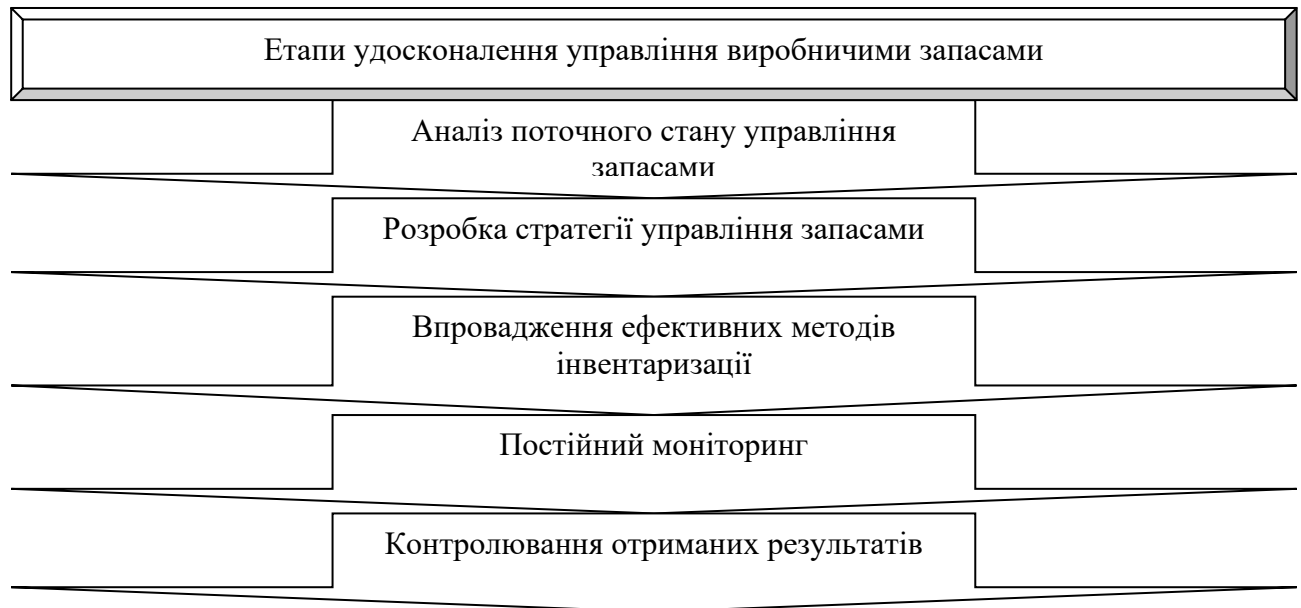 Етапи удосконалення управління виробничими запасами
Аналіз поточного стану управління
запасами
Розробка стратегії управління запасами
Впровадження ефективних методів
інвентаризації
Постійний моніторинг
Контролювання отриманих результатів